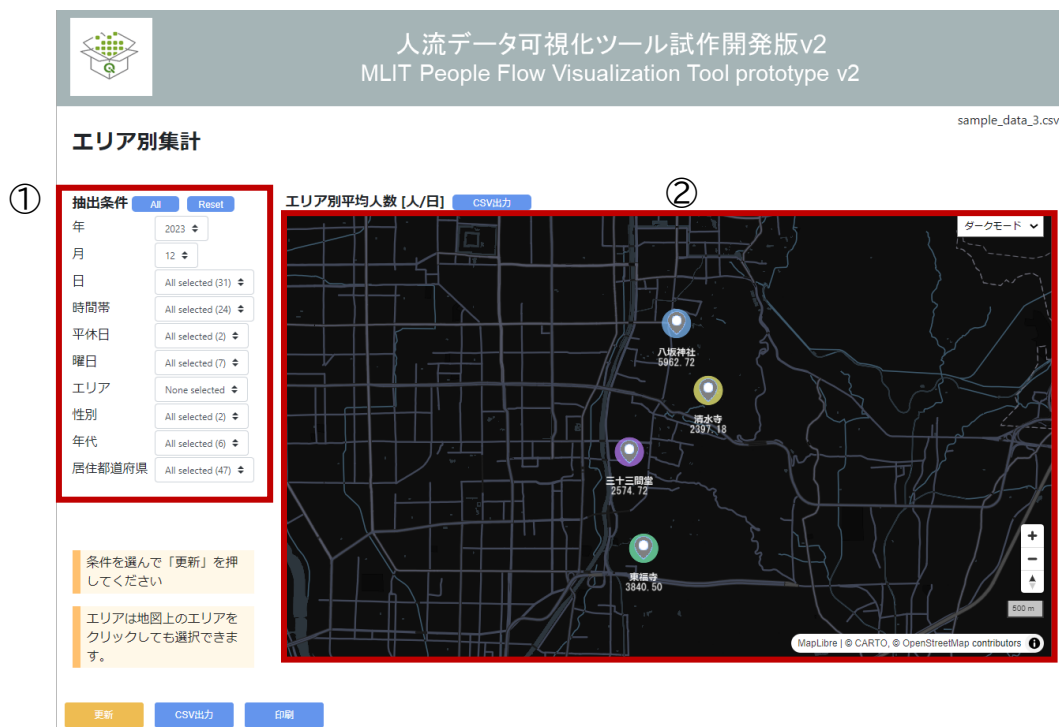 人流データ可視化ツール試作開発版v2
MLIT People Flow Visualization Tool prototype v2
sample_data_3.csv
エリア別集計
①
抽出条件 All Reset
年 2023
月 12
日 All selected (31)
時間帯 All selected (24)
平休日 All selected (2)
曜日 All selected (7)
エリア None selected
性別 All selected (2)
年代 All selected (6)
居住都道府県 All selected (47)
条件を選んで「更新」を押
してください
エリアは地図上のエリアを
クリックしても選択できま
す。
更新 CSV出力 印刷
エリア別平均人数 [人/日] CSV出力
②
ダークモード
八坂神社
5962.72
清水寺
2397.18
三十三間堂
2574.72
東福寺
3840.50
500 m
MapLibre | © CARTO, © OpenStreetMap contributors